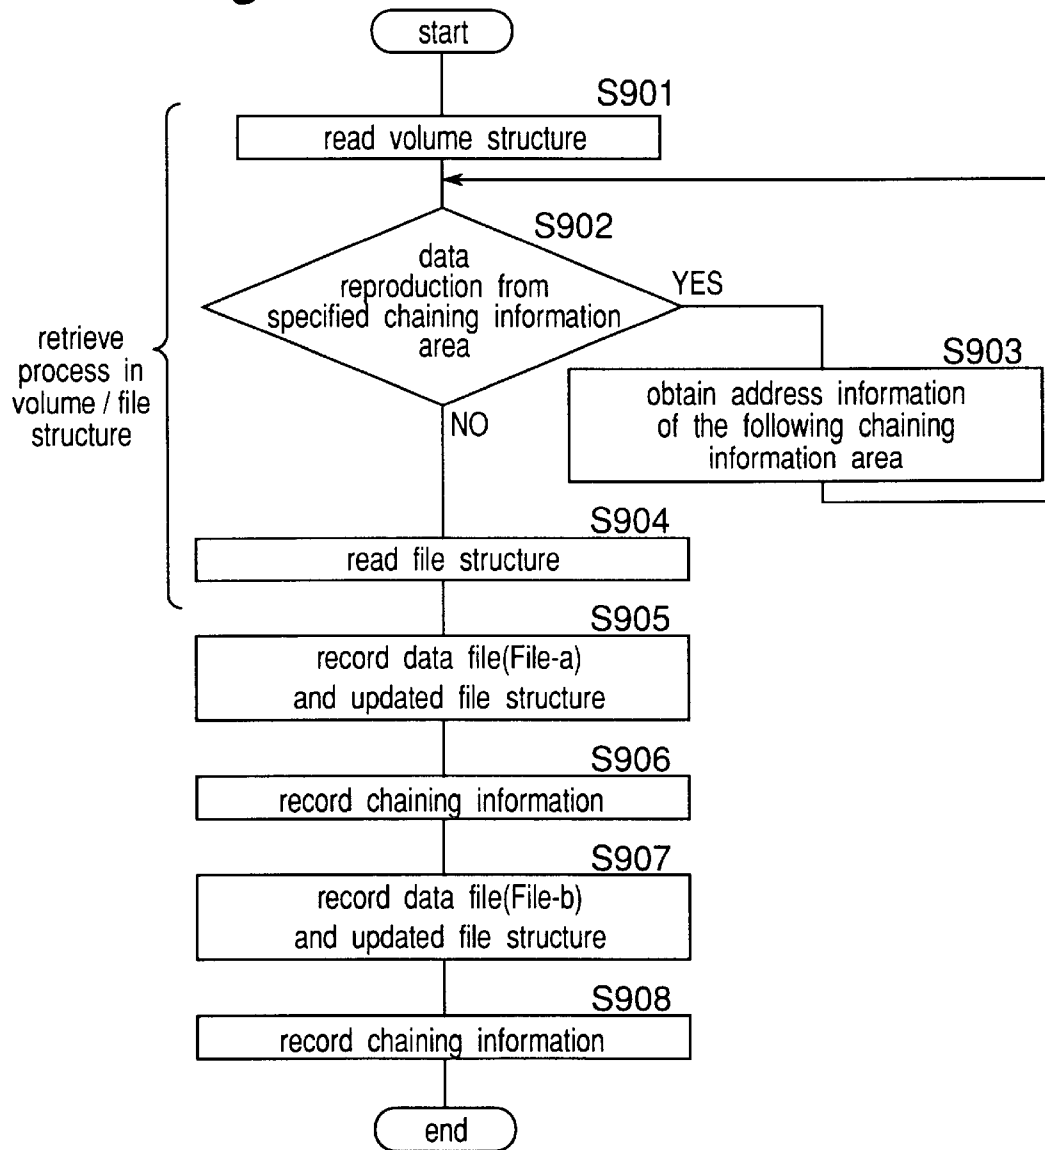 start
S901
read volume structure
S902
data
reproduction from
specified chaining information
area
YES
NO
S903
obtain address information
of the following chaining
information area
retrieve
process in
volume / file
structure
S904
read file structure
S905
record data file(File-a)
and updated file structure
S906
record chaining information
S907
record data file(File-b)
and updated file structure
S908
record chaining information
end